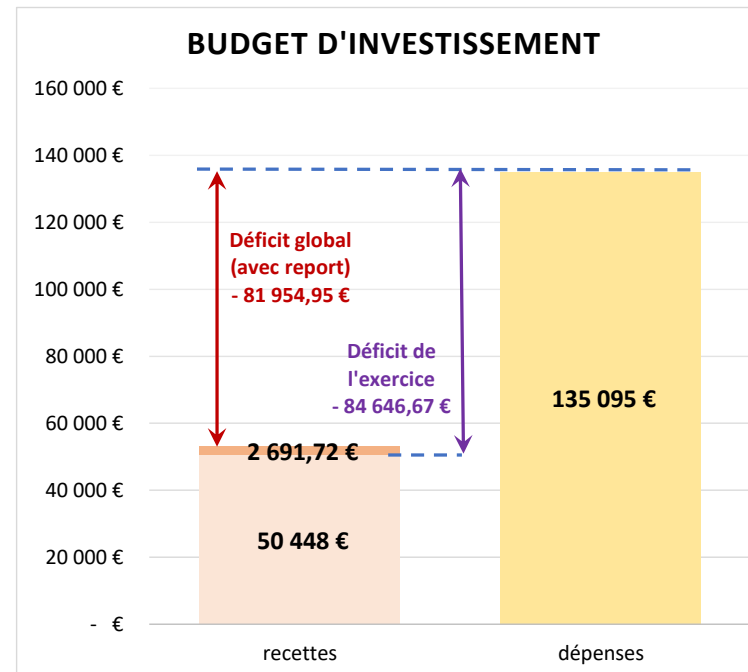 BUDGET D'INVESTISSEMENT
160 000 €
140 000 €
120 000 €
100 000 €
80 000 €
60 000 €
40 000 €
20 000 €
- €
Déficit global
(avec report)
- 81 954,95 €
Déficit de
l'exercice
- 84 646,67 €
2 691,72 €
50 448 €
135 095 €
recettes
dépenses